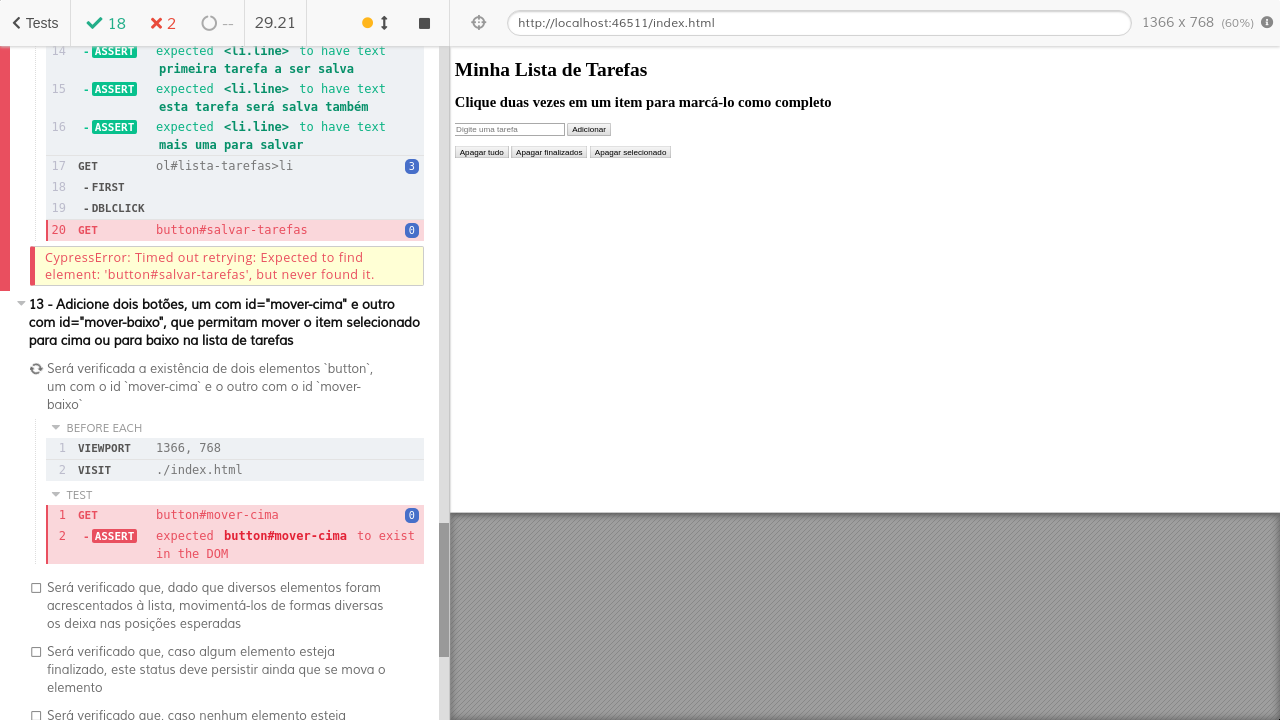 Tests
18
2
--
29.21
http://localhost:46511/index.html
1366 x 768 (60%)
14 - ASSERT expected <li.line> to have text
primeira tarefa a ser salva
15 - ASSERT expected <li.line> to have text
esta tarefa será salva também
16 - ASSERT expected <li.line> to have text
mais uma para salvar
17 GET ol#lista-tarefas>li 3
18 - FIRST
19 - DBLCLICK
20 GET button#salvar-tarefas 0
CypressError: Timed out retrying: Expected to find
element: 'button#salvar-tarefas', but never found it.
13 - Adicione dois botões, um com id="mover-cima" e outro
com id="mover-baixo", que permitam mover o item selecionado
para cima ou para baixo na lista de tarefas
Será verificada a existência de dois elementos `button`,
um com o id `mover-cima` e o outro com o id `mover-
baixo`
BEFORE EACH
1 VIEWPORT 1366, 768
2 VISIT ./index.html
TEST
1 GET button#mover-cima 0
2 - ASSERT expected button#mover-cima to exist
in the DOM
Será verificado que, dado que diversos elementos foram
acrescentados à lista, movimentá-los de formas diversas
os deixa nas posições esperadas
Será verificado que, caso algum elemento esteja
finalizado, este status deve persistir ainda que se mova o
elemento
Será verificado que, caso nenhum elemento esteja
Minha Lista de Tarefas
Clique duas vezes em um item para marcá-lo como completo
Digite uma tarefa Adicionar
Apagar tudo Apagar finalizados Apagar selecionado